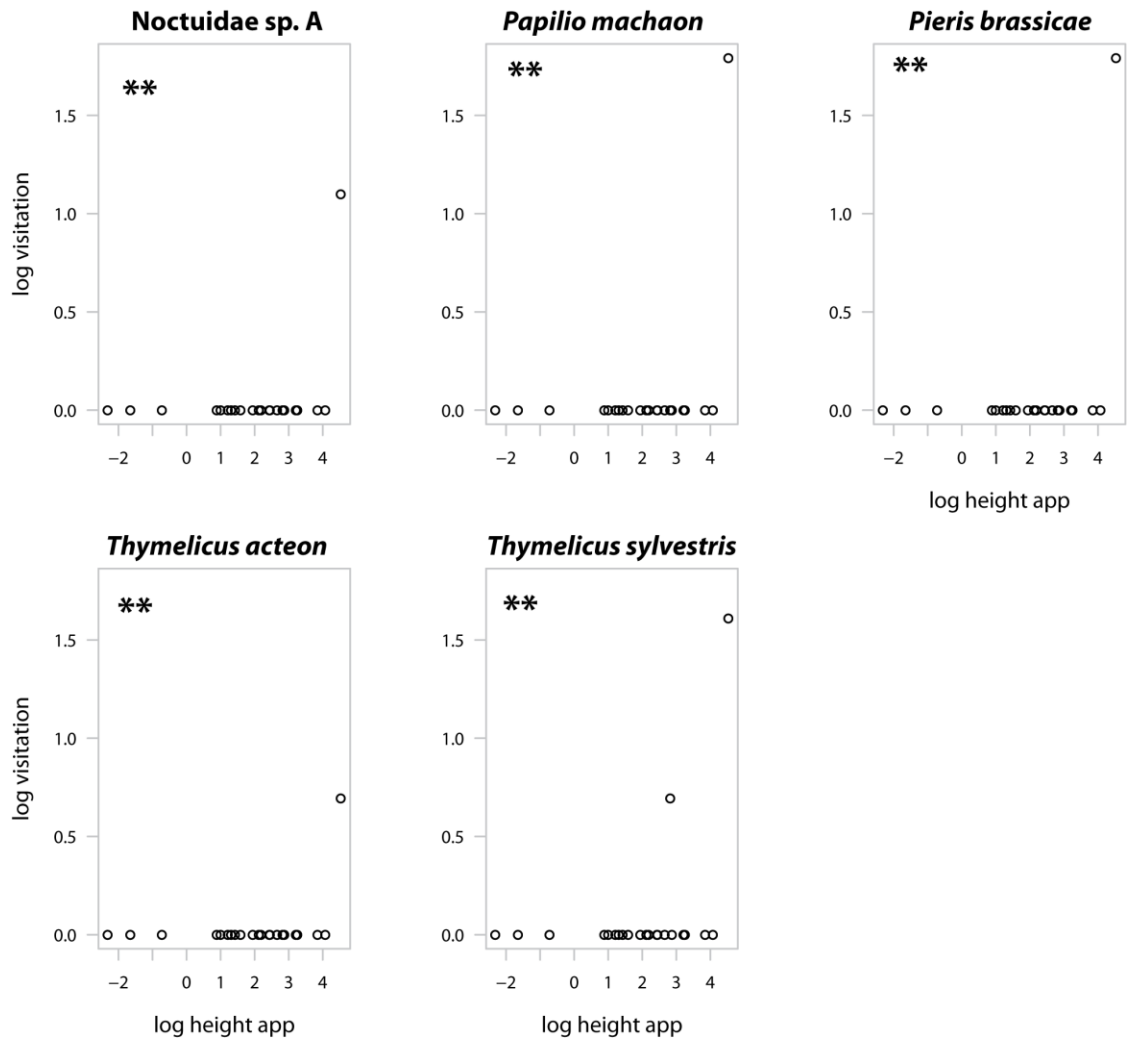 Noctuidae sp. A
Papilio machaon
Pieris brassicae
**
**
**
log visitation
1.5
1.0
0.5
0.0
1.5
1.0
0.5
0.0
1.5
1.0
0.5
0.0
−2 0 1 2 3 4
−2 0 1 2 3 4
−2 0 1 2 3 4
log height app
Thymelicus acteon
Thymelicus sylvestris
**
**
log visitation
1.5
1.0
0.5
0.0
1.5
1.0
0.5
0.0
−2 0 1 2 3 4
−2 0 1 2 3 4
log height app
log height app